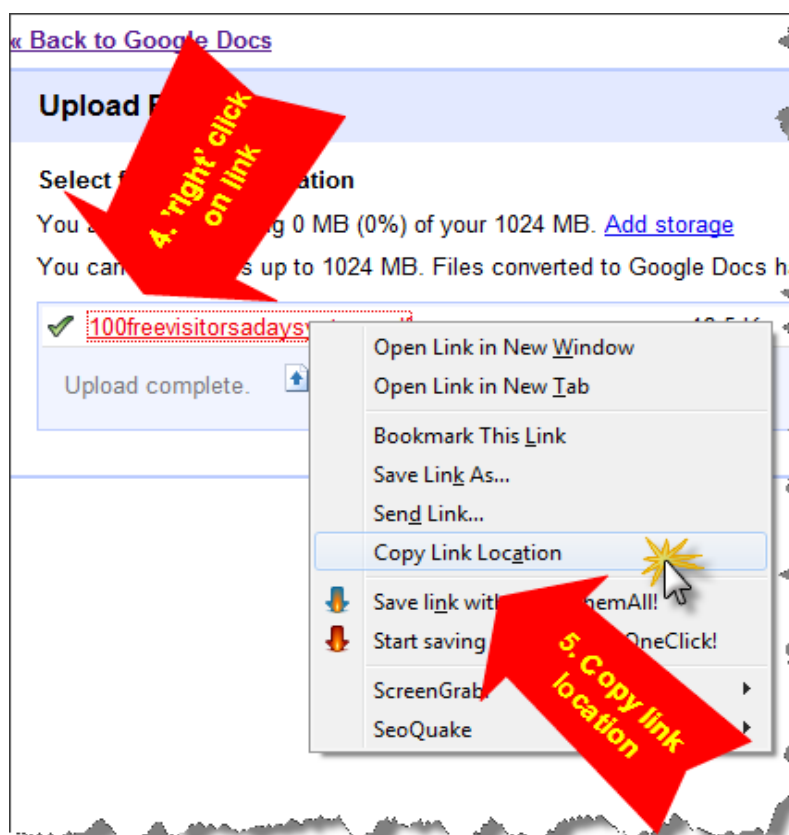 « Back to Google Docs
Upload
4. 'right' click
on link
Select ation
You g 0 MB (0%) of your 1024 MB. Add storage
You can s up to 1024 MB. Files converted to Google Docs
100freevisitorsadaysy
Upload complete.
Open Link in New Window
Open Link in New Tab
Bookmark This Link
Save Link As...
Send Link...
Copy Link Location
Save link with hemAll!
Start saving OneClick!
5. Copy link
location
ScreenGrab
SeoQuake